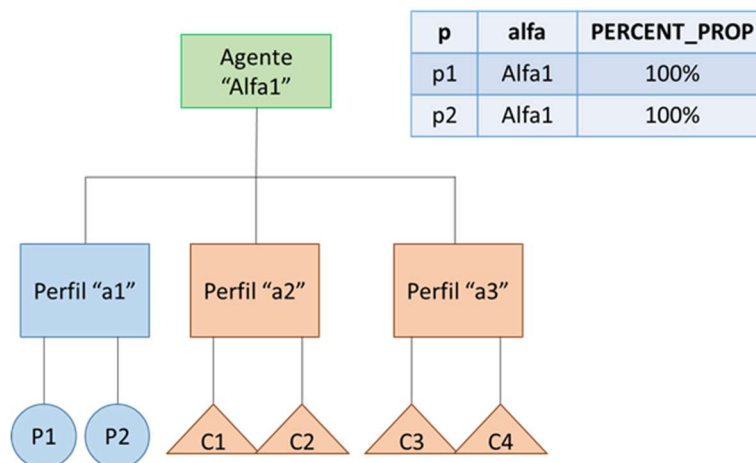 Agente
“Alfa1”
p alfa PERCENT_PROP
p1 Alfa1 100%
p2 Alfa1 100%
Perfil “a1” Perfil “a2” Perfil “a3”
P1 P2 C1 C2 C3 C4